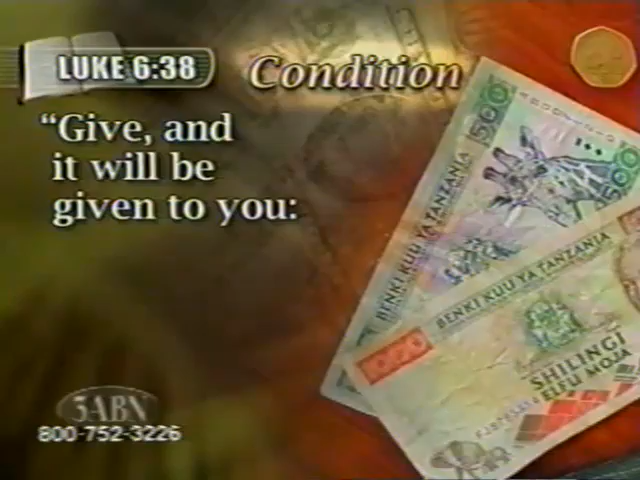 LUKE 6:38
Condition
“Give, and
it will be
given to you:
500
BENKI KUU YA TANZANIA
500
1000
BENKI KUU YA TANZANIA
SHILINGI
ELFU MOJA
3ABN
800-752-3226